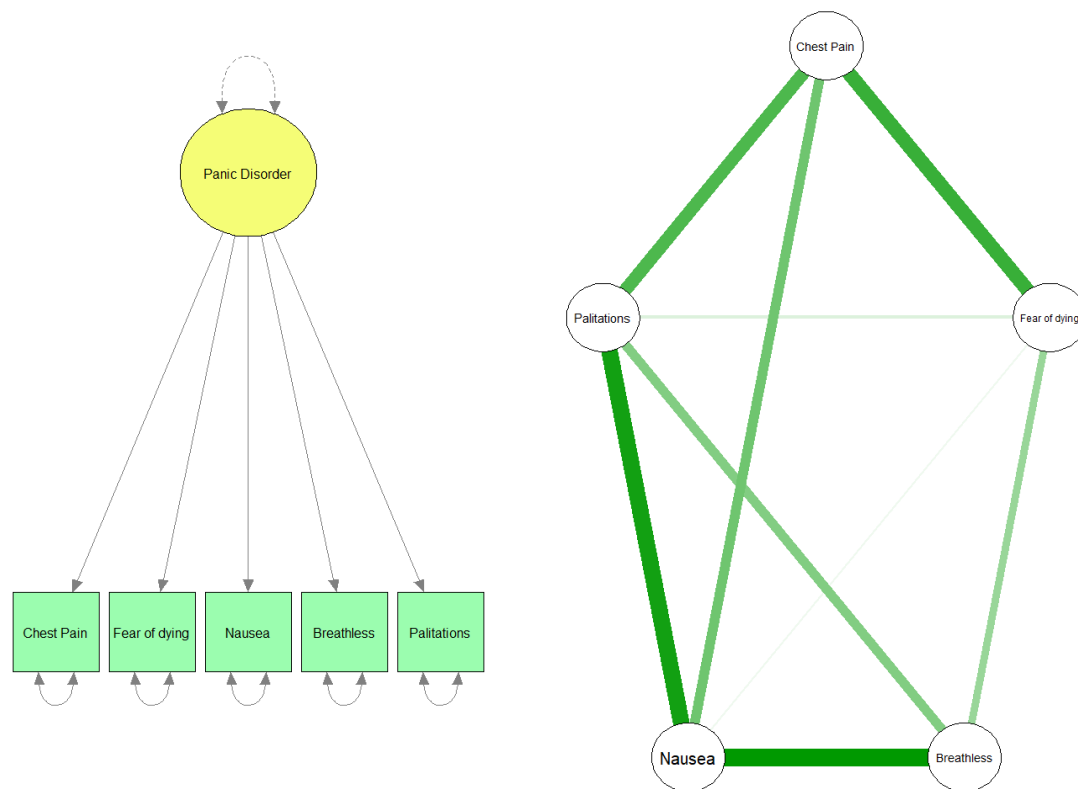 Panic Disorder
Chest Pain
Fear of dying
Nausea
Breathless
Palitations
Chest Pain
Palitations
Fear of dying
Nausea
Breathless